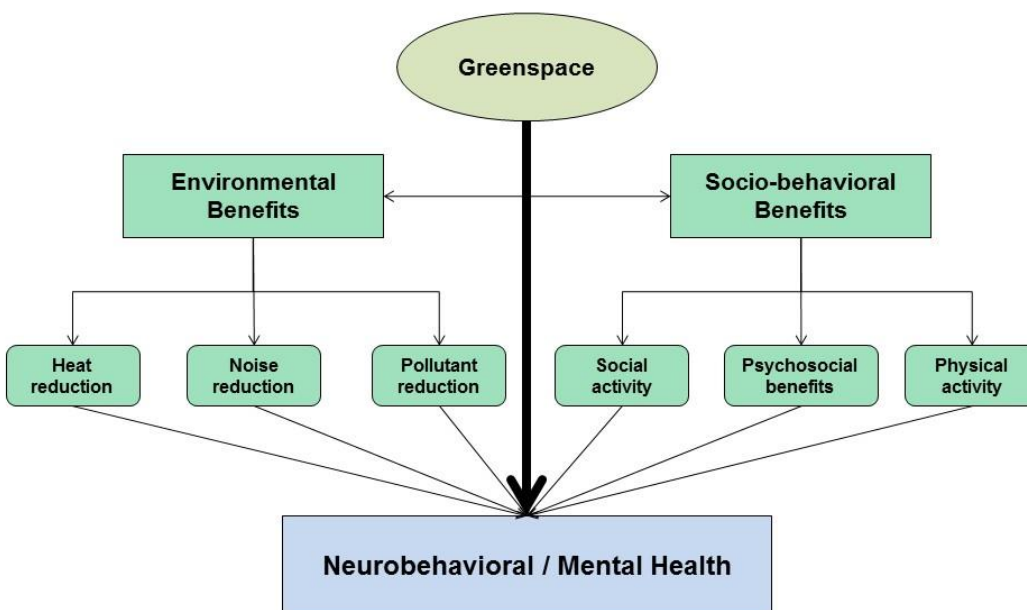 Greenspace
Environmental
Benefits
Socio-behavioral
Benefits
Heat
reduction
Noise
reduction
Pollutant
reduction
Social
activity
Psychosocial
benefits
Physical
activity
Neurobehavioral / Mental Health